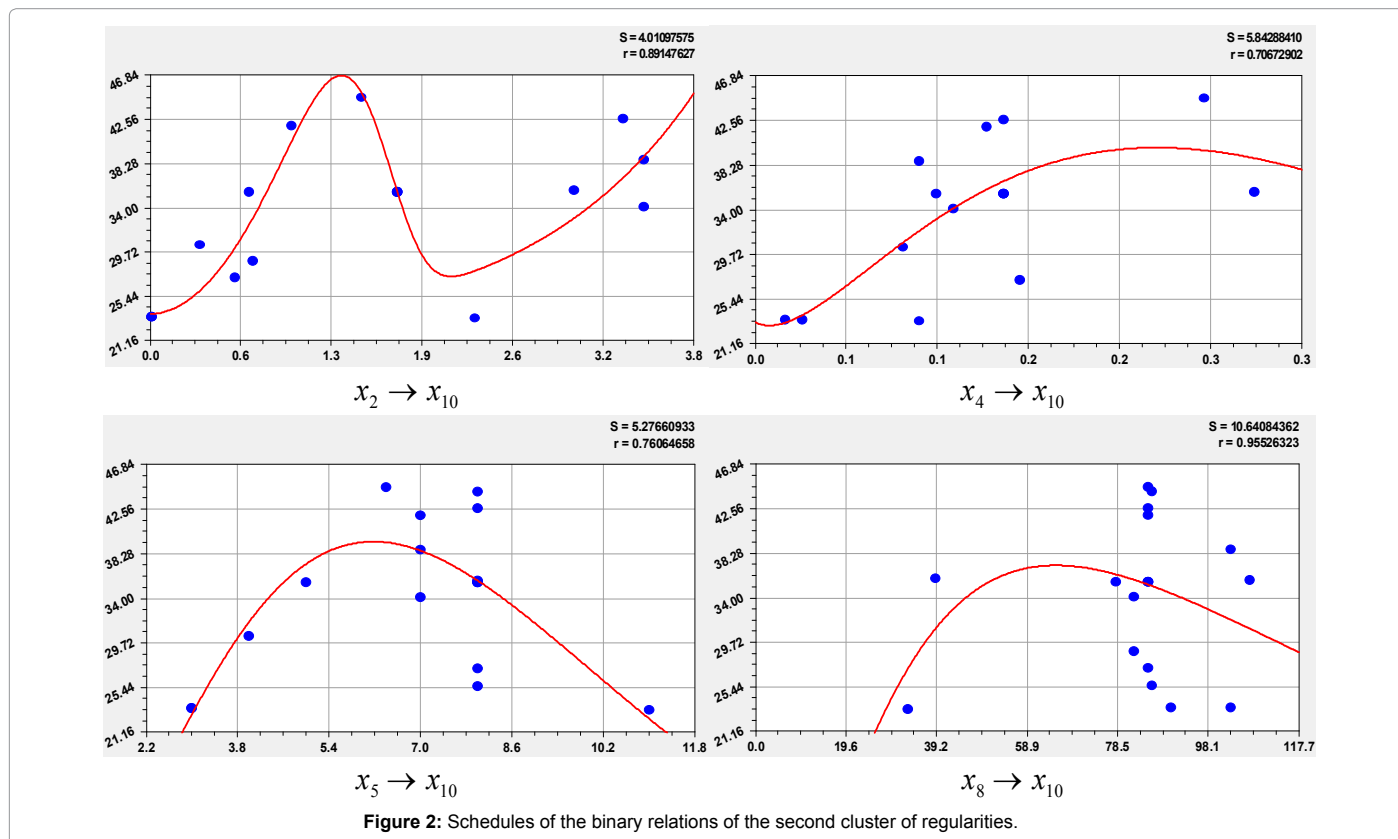 S = 4.01097575
r = 0.89147627
46.84
42.56
38.28
34.00
29.72
25.44
21.16
0.0 0.6 1.3 1.9 2.6 3.2 3.8
x₂ → x₁₀
S = 5.84288410
r = 0.70672902
46.84
42.56
38.28
34.00
29.72
25.44
21.16
0.0 0.1 0.1 0.2 0.2 0.3 0.3
x₄ → x₁₀
S = 5.27660933
r = 0.76064658
46.84
42.56
38.28
34.00
29.72
25.44
21.16
2.2 3.8 5.4 7.0 8.6 10.2 11.8
x₅ → x₁₀
S = 10.64084362
r = 0.95526323
46.84
42.56
38.28
34.00
29.72
25.44
21.16
0.0 19.6 39.2 58.9 78.5 98.1 117.7
x₈ → x₁₀
Figure 2: Schedules of the binary relations of the second cluster of regularities.